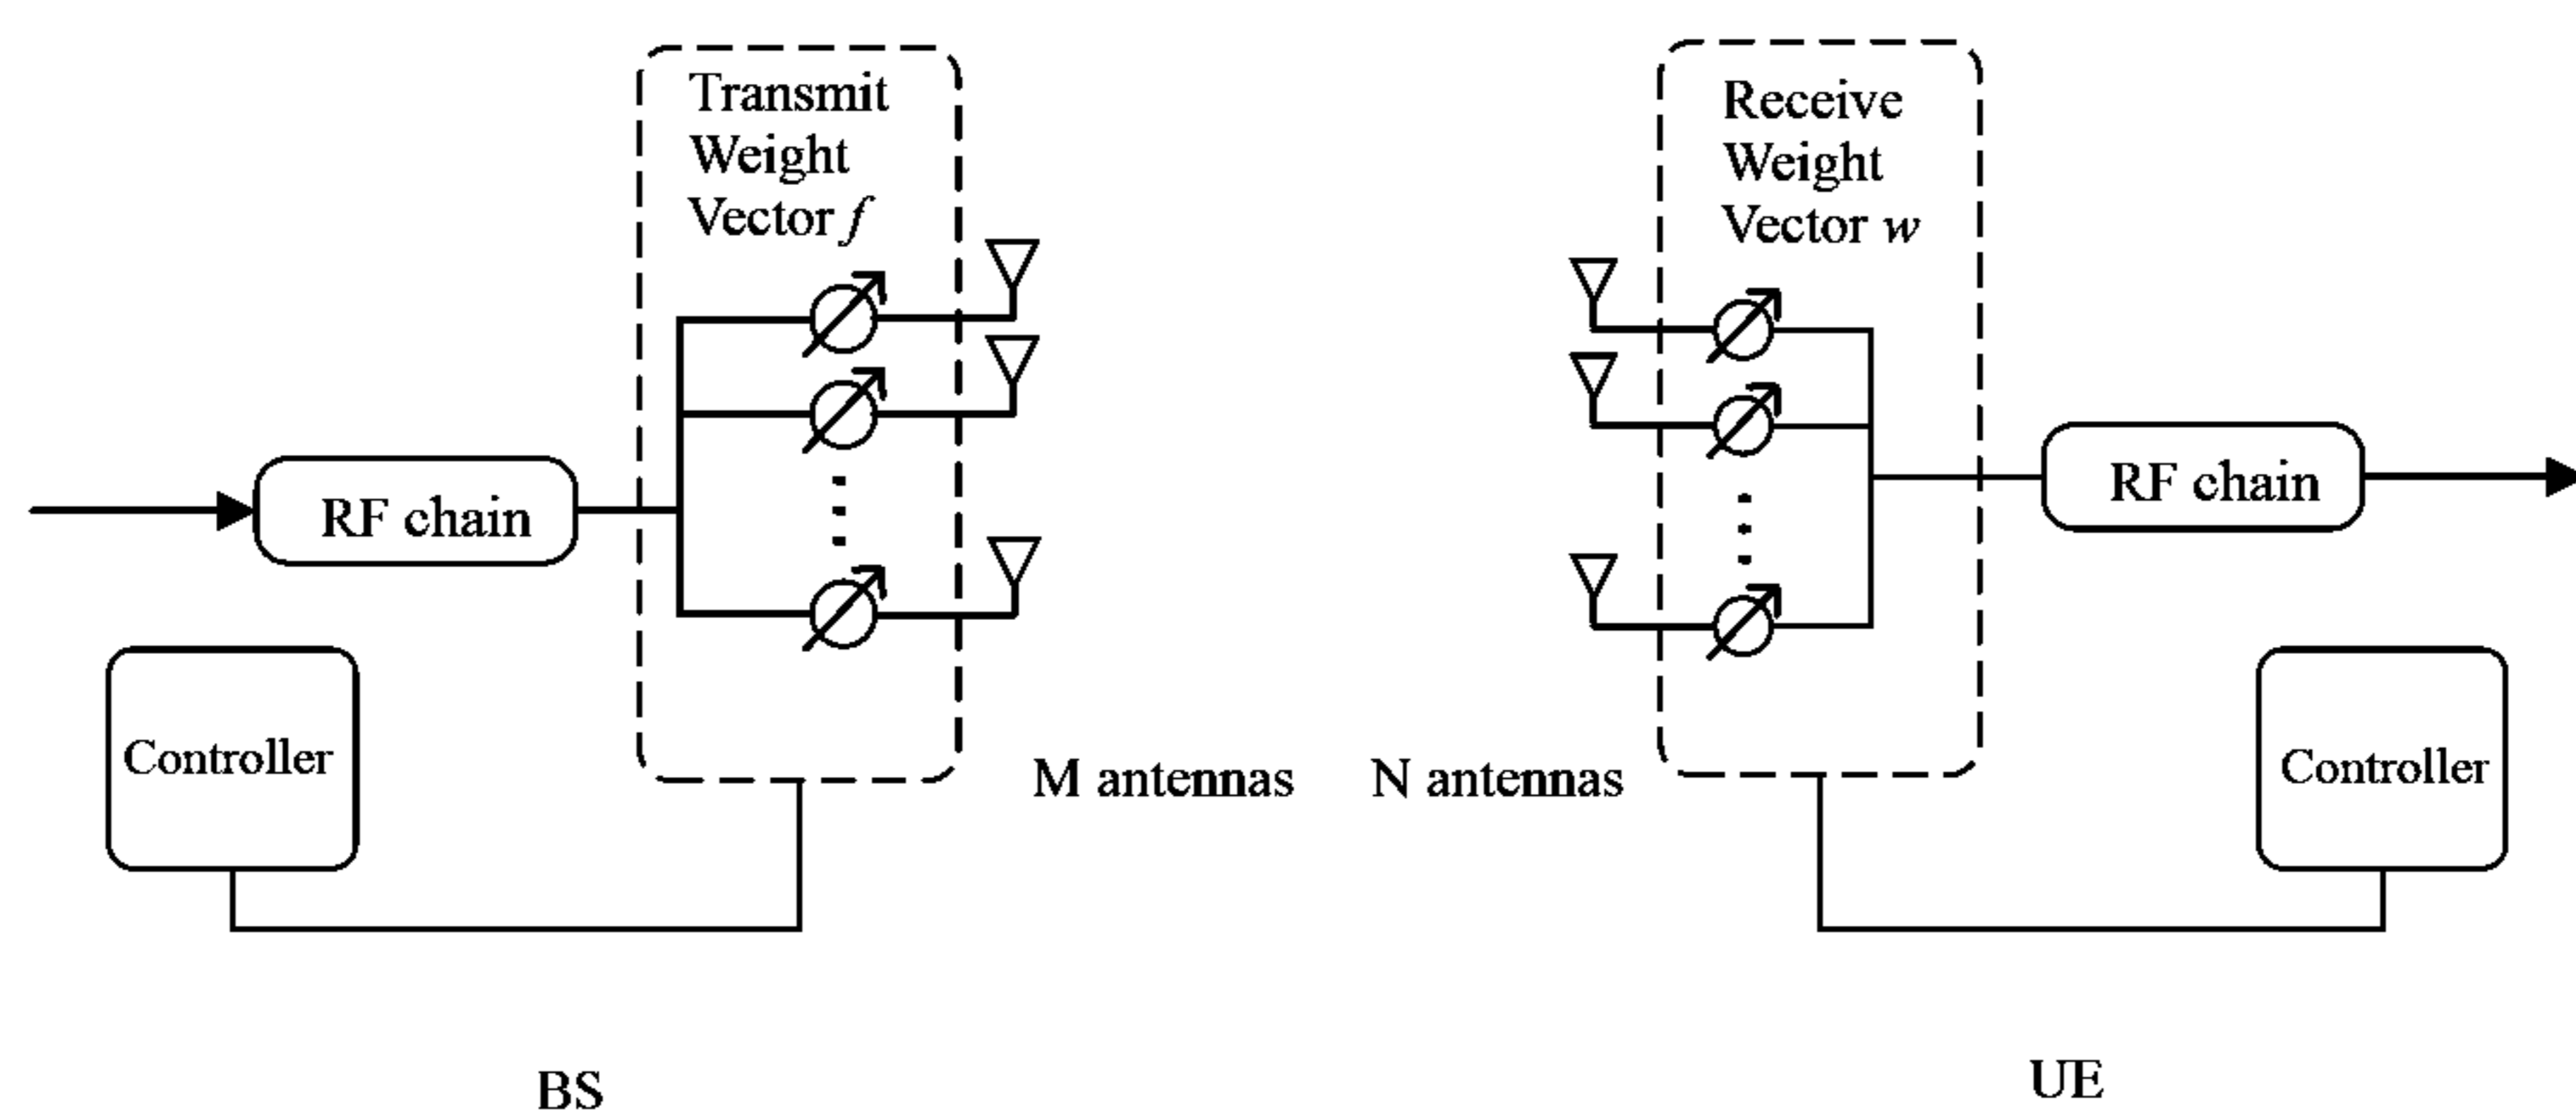 Transmit
Weight
Vector f
RF chain
Controller
M antennas
BS
Receive
Weight
Vector w
RF chain
Controller
N antennas
UE